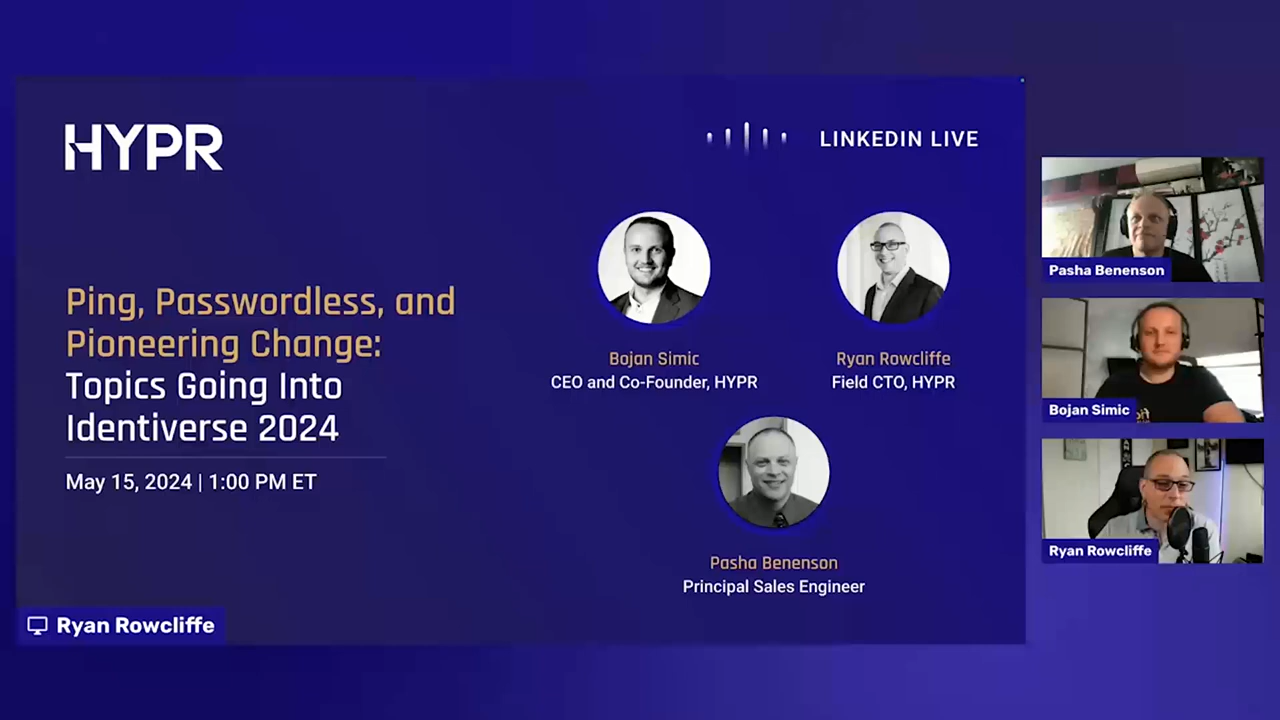 HYPR
LINKEDIN LIVE
Ping, Passwordless, and
Pioneering Change:
Topics Going Into
Identiverse 2024
May 15, 2024 | 1:00 PM ET
Bojan Simic
CEO and Co-Founder, HYPR
Ryan Rowcliffe
Field CTO, HYPR
Pasha Benenson
Principal Sales Engineer
Ryan Rowcliffe
Pasha Benenson
Bojan Simic
Ryan Rowcliffe